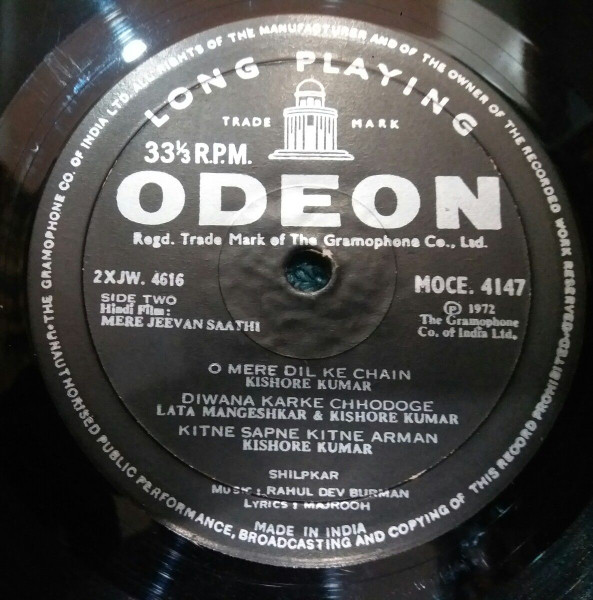 UNAUTHORISED PUBLIC PERFORMANCE, BROADCASTING AND COPYING OF THIS RECORD PROHIBITED • THE GRAMOPHONE CO. OF INDIA LTD. ALL RIGHTS OF THE MANUFACTURER AND OF THE OWNER OF THE RECORDED WORK RESERVED
LONG PLAYING
TRADE MARK
33⅓ R.P.M.
ODEON
Regd. Trade Mark of The Gramophone Co., Ltd.
2XJW. 4616
MOCE. 4147
SIDE TWO
Ⓟ 1972
Hindi Film:
The Gramophone
MERE JEEVAN SAATHI
Co. of India Ltd.
O MERE DIL KE CHAIN
KISHORE KUMAR
DIWANA KARKE CHHODOGE
LATA MANGESHKAR & KISHORE KUMAR
KITNE SAPNE KITNE ARMAN
KISHORE KUMAR
SHILPKAR
MUSIC : RAHUL DEV BURMAN
LYRICS : MAJROOH
MADE IN INDIA